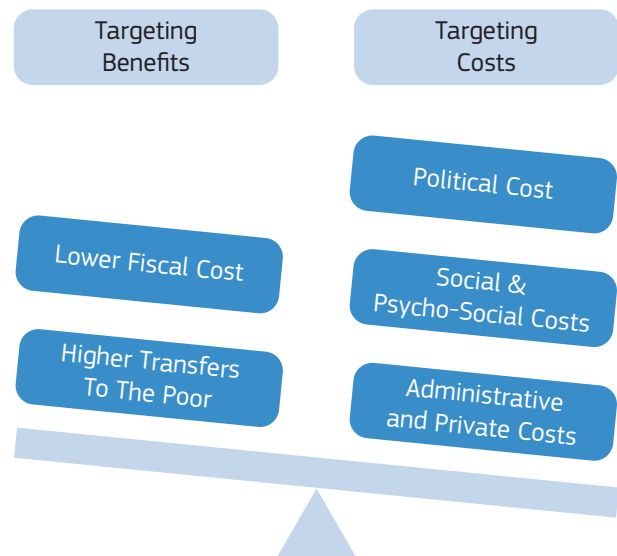 Targeting
Benefits
Targeting
Costs
Political Cost
Lower Fiscal Cost
Social &
Psycho-Social Costs
Higher Transfers
To The Poor
Administrative
and Private Costs